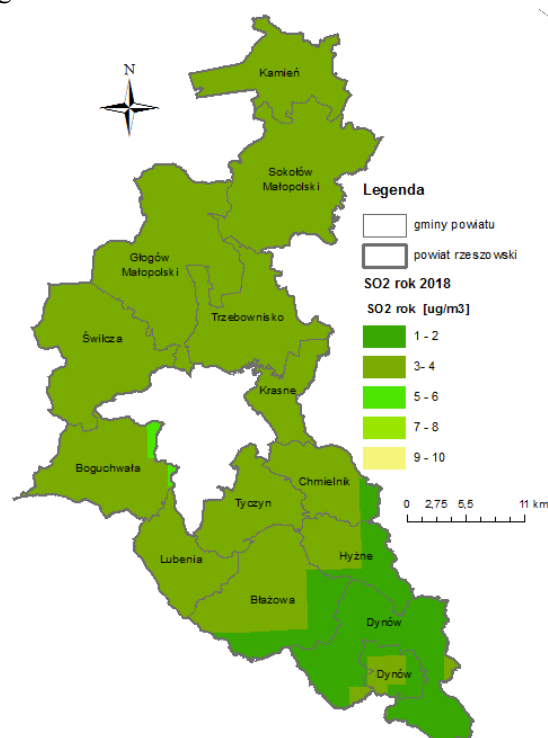 Kamień
N
Sokołów
Małopolski
Legenda
gminy powiatu
powiat rzeszowski
SO2 rok 2018
SO2 rok [ug/m3]
1 - 2
3- 4
5 - 6
7 - 8
9 - 10
Głogów
Małopolski
Trzebownisko
Świlcza
Krasne
Boguchwała
Chmielnik
Tyczyn
0 2,75 5,5 11 km
Lubenia
Hyżne
Błażowa
Dynów
Dynów